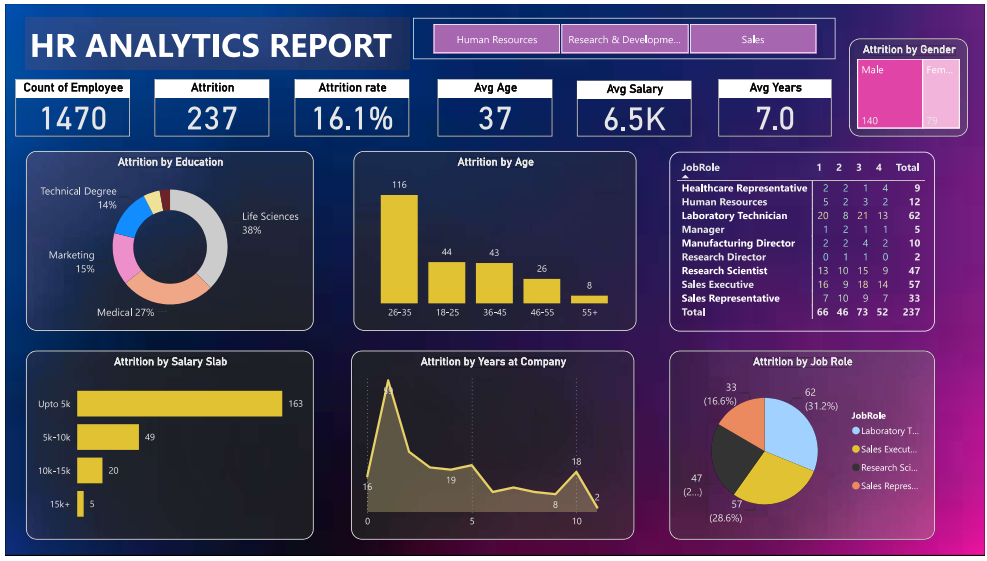 HR ANALYTICS REPORT
Human Resources
Research & Developme...
Sales
Attrition by Gender
Male
Fem...
140
79
Count of Employee
1470
Attrition
237
Attrition rate
16.1%
Avg Age
37
Avg Salary
6.5K
Avg Years
7.0
Attrition by Education
Technical Degree
14%
Life Sciences
38%
Marketing
15%
Medical 27%
Attrition by Age
116
44
43
26
8
26-35 18-25 36-45 46-55 55+
JobRole 1 2 3 4 Total
Healthcare Representative 2 2 1 4 9
Human Resources 5 2 3 2 12
Laboratory Technician 20 8 21 13 62
Manager 1 2 1 1 5
Manufacturing Director 2 2 4 2 10
Research Director 0 1 1 0 2
Research Scientist 13 10 15 9 47
Sales Executive 16 9 18 14 57
Sales Representative 7 10 9 7 33
Total 66 46 73 52 237
Attrition by Salary Slab
Upto 5k 163
5k-10k 49
10k-15k 20
15k+ 5
Attrition by Years at Company
59
16
19
8
18
2
0 5 10
Attrition by Job Role
33
(16.6%)
62
(31.2%)
47
(2...)
57
(28.6%)
JobRole
Laboratory T...
Sales Execut...
Research Sci...
Sales Repres...